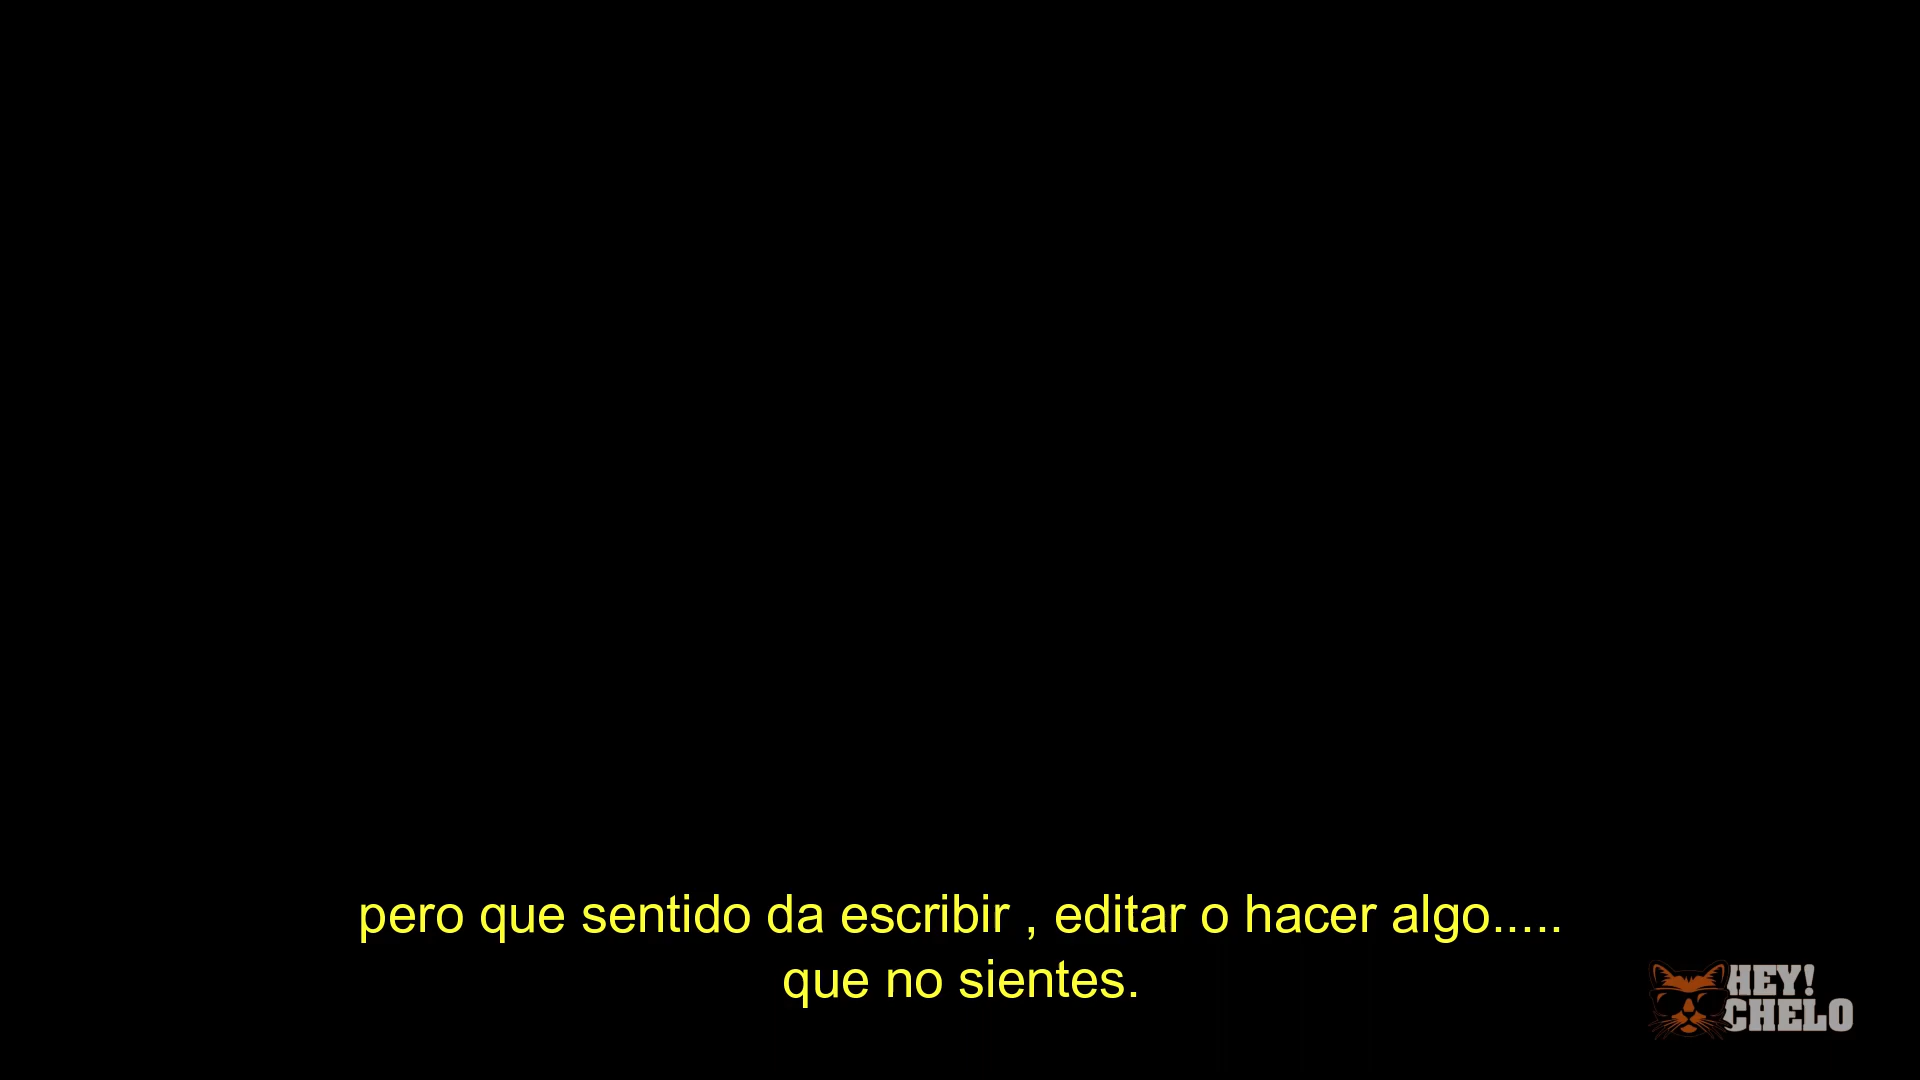 pero que sentido da escribir , editar o hacer algo.....
que no sientes.
HEY!
CHELO